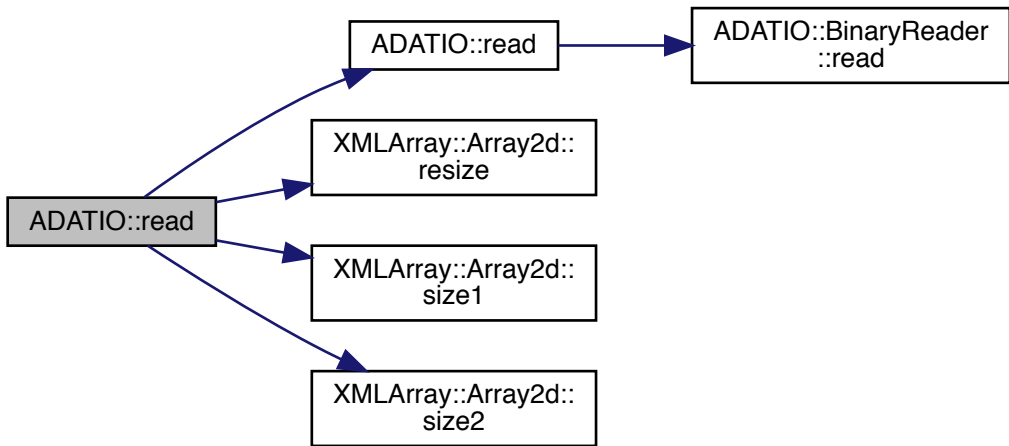 ADATIO::read
ADATIO::BinaryReader
::read
XMLArray::Array2d::
resize
ADATIO::read
XMLArray::Array2d::
size1
XMLArray::Array2d::
size2